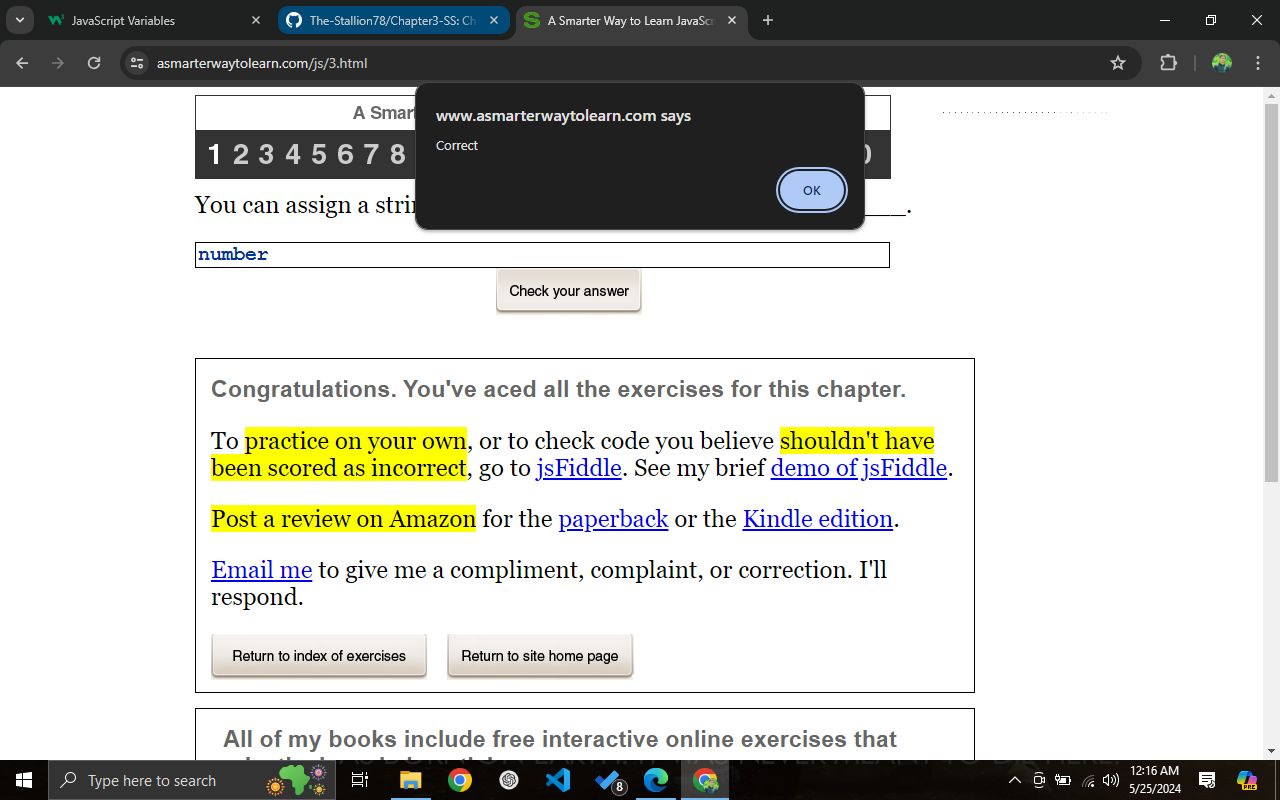 JavaScript Variables
The-Stallion78/Chapter3-SS: Ch
A Smarter Way to Learn JavaScr
asmarterwaytolearn.com/js/3.html
A Smart
www.asmarterwaytolearn.com says
Correct
OK
1 2 3 4 5 6 7 8
You can assign a strin ___.
number
Check your answer
Congratulations. You've aced all the exercises for this chapter.
To practice on your own, or to check code you believe shouldn't have
been scored as incorrect, go to jsFiddle. See my brief demo of jsFiddle.
Post a review on Amazon for the paperback or the Kindle edition.
Email me to give me a compliment, complaint, or correction. I'll
respond.
Return to index of exercises Return to site home page
All of my books include free interactive online exercises that
Type here to search
8
12:16 AM
5/25/2024
PRE